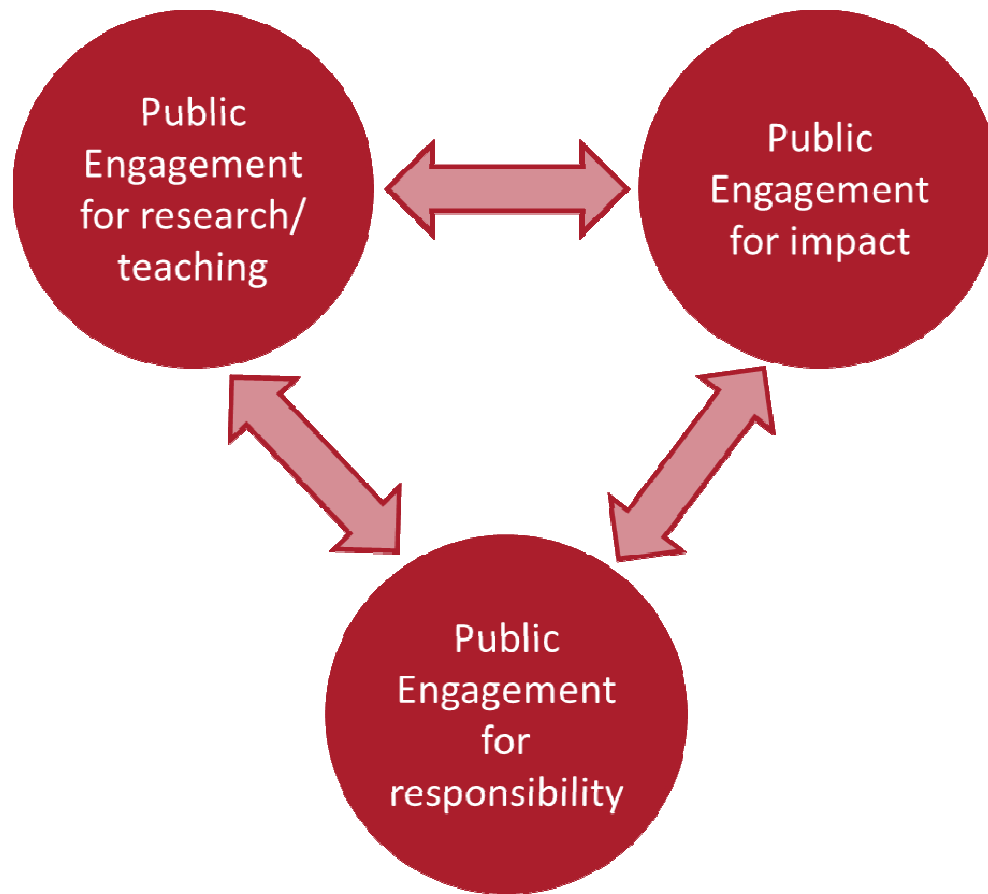 Public
Engagement
for research/
teaching
Public
Engagement
for impact
Public
Engagement
for
responsibility